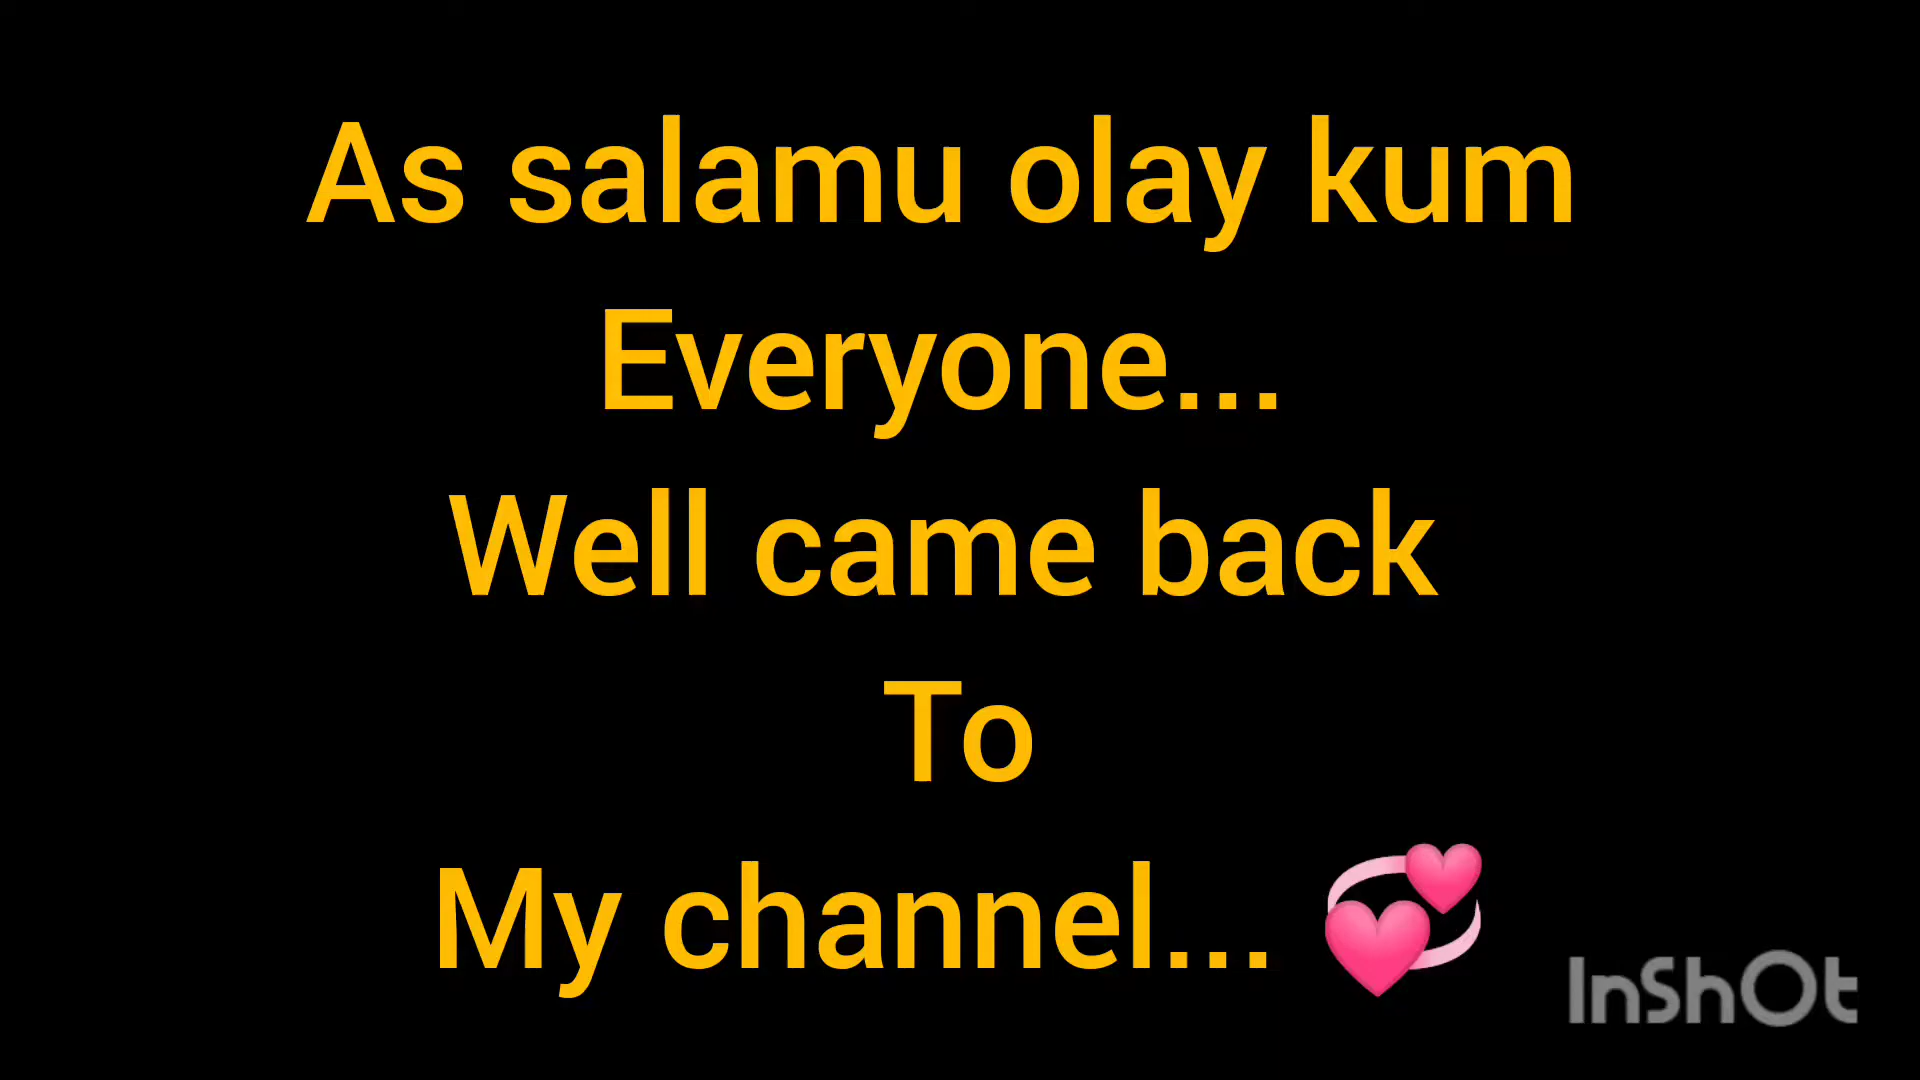 As salamu olay kum
Everyone...
Well came back
To
My channel... 💞
InShOt